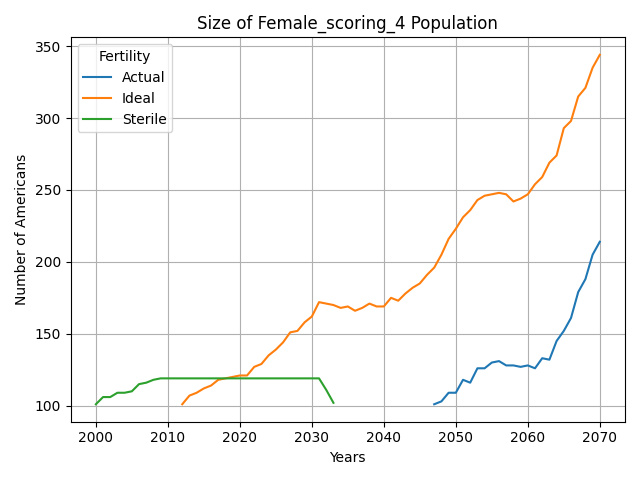 Size of Female_scoring_4 Population
Fertility
Actual
Ideal
Sterile
Number of Americans
350
300
250
200
150
100
2000 2010 2020 2030 2040 2050 2060 2070
Years